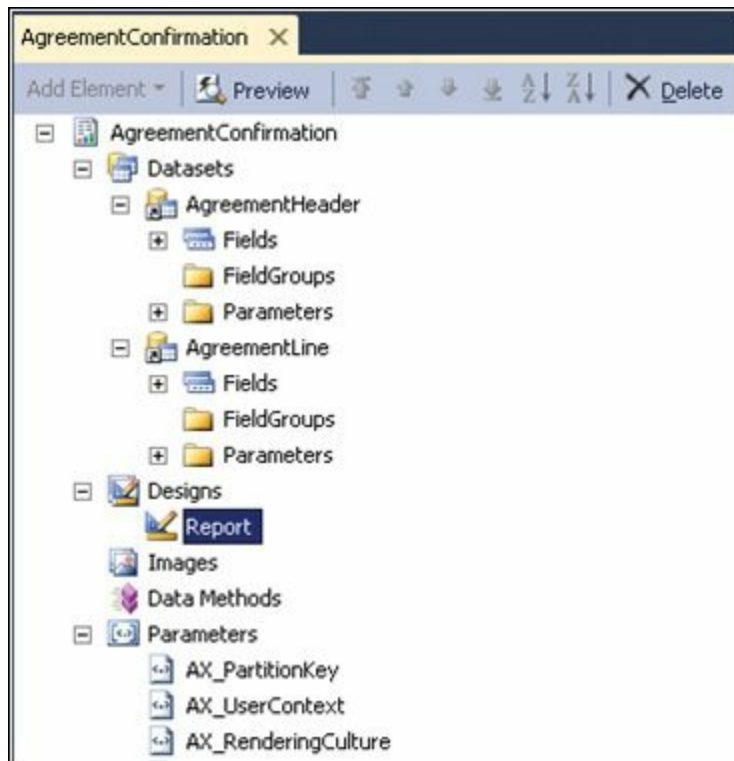 AgreementConfirmation
Add Element Preview Delete
AgreementConfirmation
Datasets
AgreementHeader
Fields
FieldGroups
Parameters
AgreementLine
Fields
FieldGroups
Parameters
Designs
Report
Images
Data Methods
Parameters
AX_PartitionKey
AX_UserContext
AX_RenderingCulture